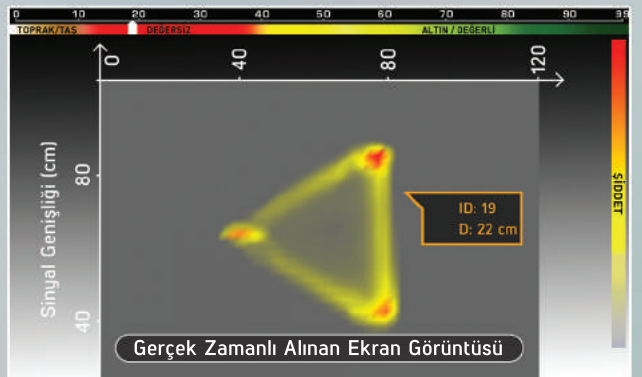 0 10 20 30 40 50 60 70 80 90 99
TOPRAK/TAŞ DEĞERSİZ ALTIN / DEĞERLİ
0 40 80 120
Sinyal Genişliği (cm)
80
40
ID: 19
D: 22 cm
ŞİDDET
Gerçek Zamanlı Alınan Ekran Görüntüsü